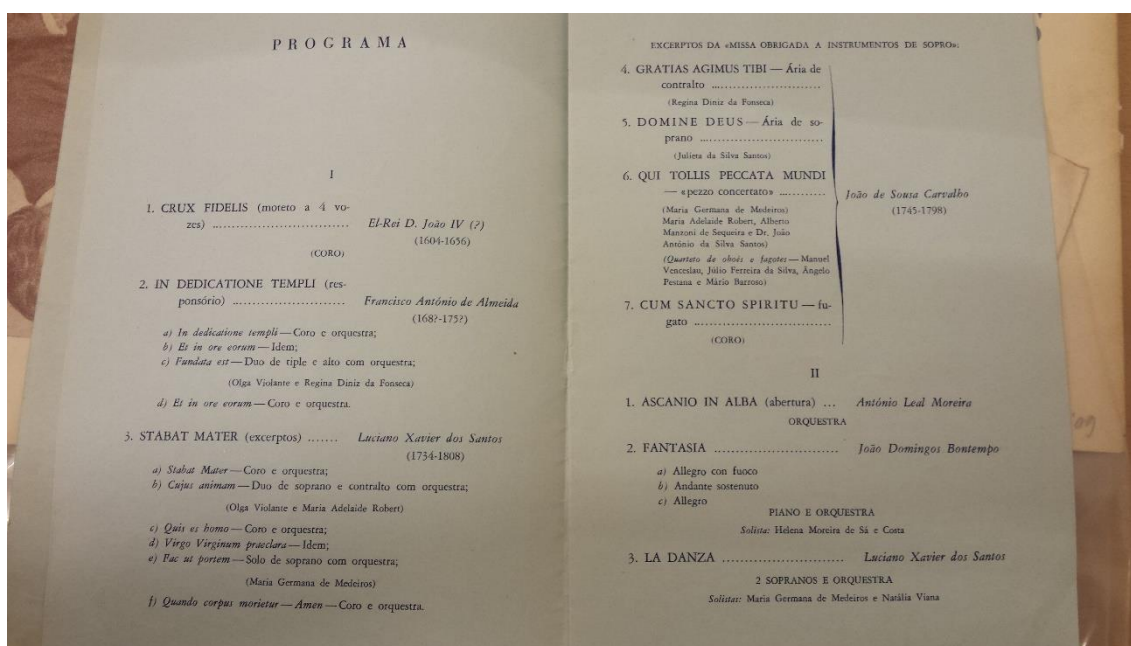 PROGRAMA
I
1. CRUX FIDELIS (moteto a 4 vo-
zes) ............................... El-Rei D. João IV (?)
(1604-1656)
(CORO)
2. IN DEDICATIONE TEMPLI (res-
ponsório) ......................... Francisco António de Almeida
(168?-175?)
a) In dedicatione templi — Coro e orquestra;
b) Et in ore eorum — Idem;
c) Fundata est — Duo de tiple e alto com orquestra;
(Olga Violante e Regina Diniz da Fonseca)
d) Et in ore eorum — Coro e orquestra.
3. STABAT MATER (excerptos) ....... Luciano Xavier dos Santos
(1734-1808)
a) Stabat Mater — Coro e orquestra;
b) Cujus animam — Duo de soprano e contralto com orquestra;
(Olga Violante e Maria Adelaide Robert)
c) Quis es homo — Coro e orquestra;
d) Virgo Virginum praeclara — Idem;
e) Fac ut portem — Solo de soprano com orquestra;
(Maria Germana de Medeiros)
f) Quando corpus morietur — Amen — Coro e orquestra.
EXCERPTOS DA «MISSA OBRIGADA A INSTRUMENTOS DE SOPRO»:
4. GRATIAS AGIMUS TIBI — Ária de
contralto .........................
(Regina Diniz da Fonseca)
5. DOMINE DEUS — Ária de so-
prano ............................
(Julieta da Silva Santos)
6. QUI TOLLIS PECCATA MUNDI
— «pezzo concertato» ........... João de Sousa Carvalho
(1745-1798)
(Maria Germana de Medeiros)
Maria Adelaide Robert, Alberto
Manzoni de Sequeira e Dr. João
António da Silva Santos)
(Quarteto de oboés e fagotes — Manuel
Venceslau, Júlio Ferreira da Silva, Ângelo
Pestana e Mário Barroso)
7. CUM SANCTO SPIRITU — fu-
gato ...............................
(CORO)
II
1. ASCANIO IN ALBA (abertura) ... António Leal Moreira
ORQUESTRA
2. FANTASIA ............................ João Domingos Bontempo
a) Allegro con fuoco
b) Andante sostenuto
c) Allegro
PIANO E ORQUESTRA
Solista: Helena Moreira de Sá e Costa
3. LA DANZA ........................... Luciano Xavier dos Santos
2 SOPRANOS E ORQUESTRA
Solistas: Maria Germana de Medeiros e Natália Viana